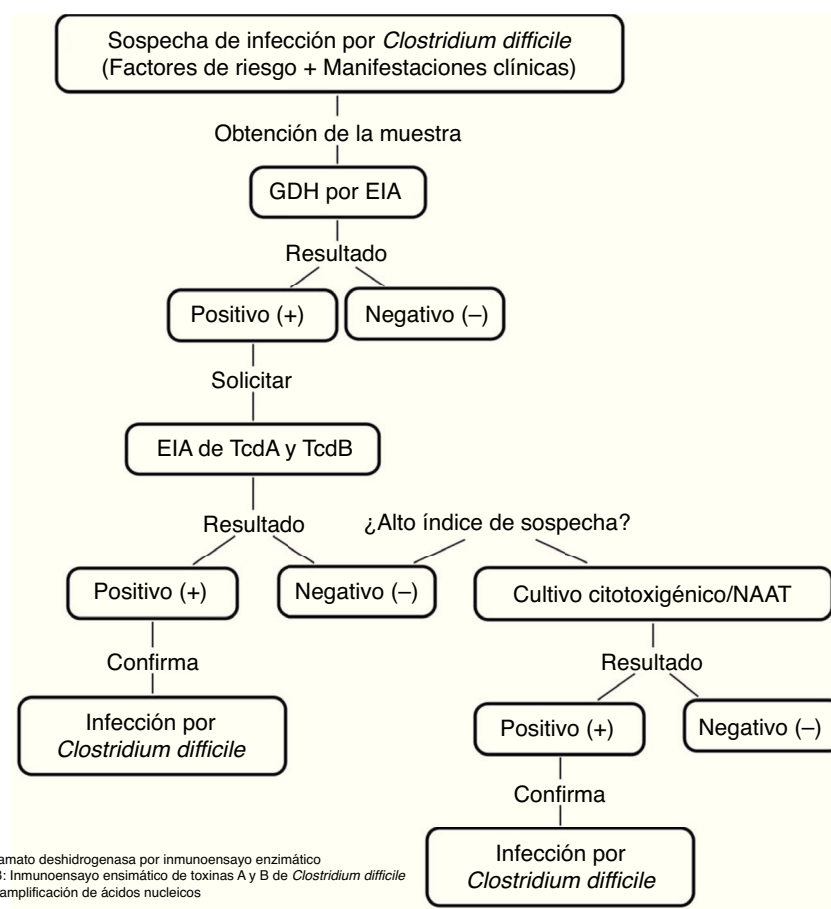 Sospecha de infección por Clostridium difficile
(Factores de riesgo + Manifestaciones clínicas)
Obtención de la muestra
GDH por EIA
Resultado
Positivo (+)
Negativo (–)
Solicitar
EIA de TcdA y TcdB
Resultado
¿Alto índice de sospecha?
Positivo (+)
Negativo (–)
Cultivo citotoxigénico/NAAT
Confirma
Resultado
Infección por
Clostridium difficile
Positivo (+)
Negativo (–)
Confirma
Infección por
Clostridium difficile
amato deshidrogenasa por inmunoensayo enzimático
: Inmunoensayo ensimático de toxinas A y B de Clostridium difficile
amplificación de ácidos nucleicos